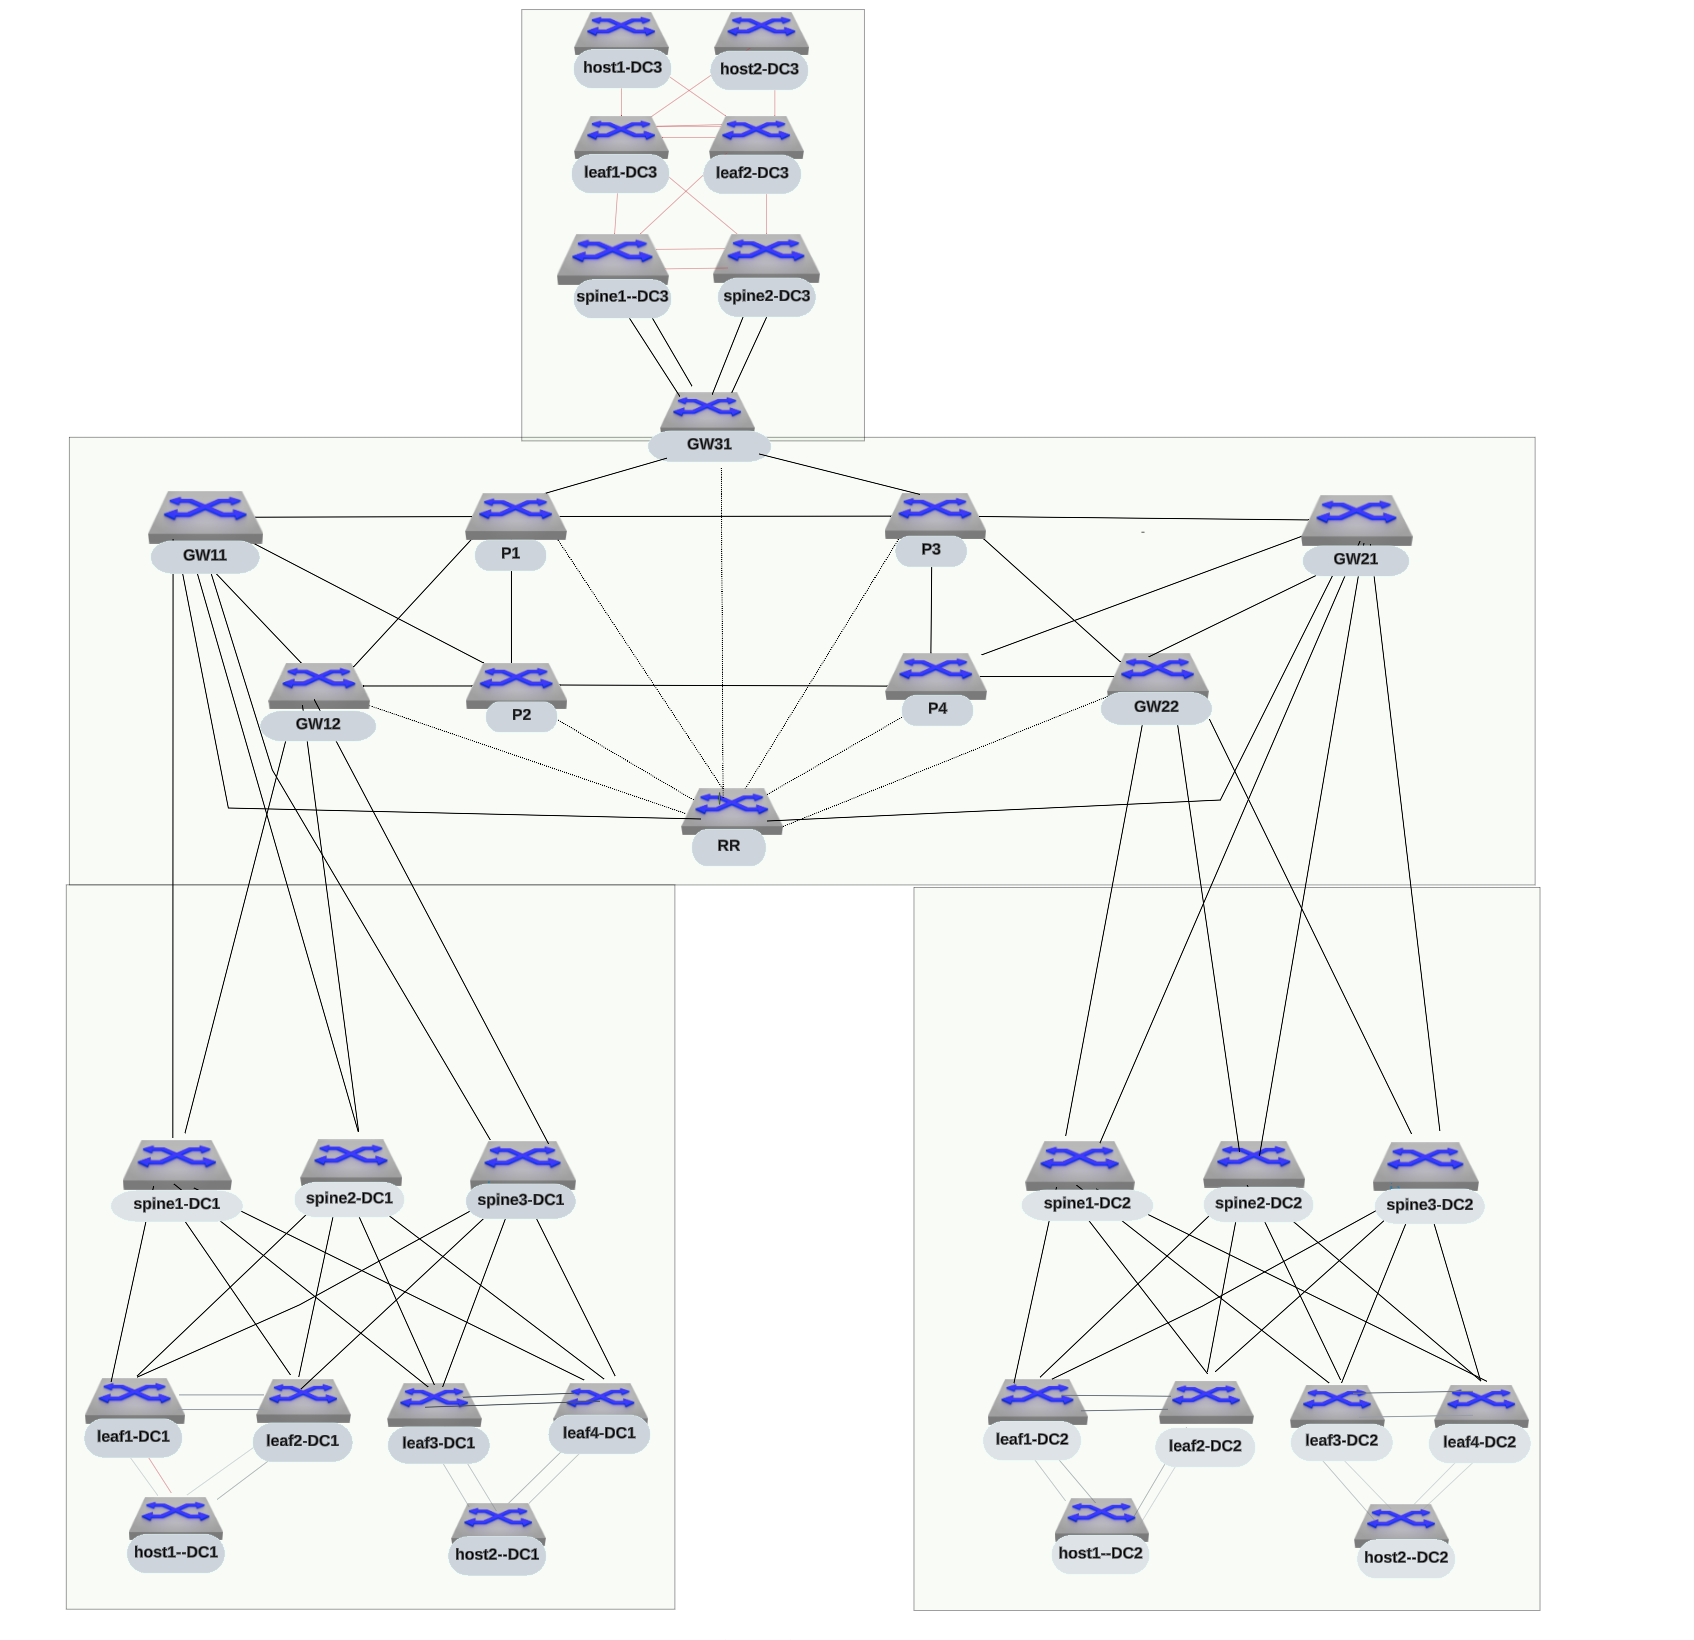 host1-DC3
host2-DC3
leaf1-DC3
leaf2-DC3
spine1--DC3
spine2-DC3
GW31
GW11
P1
P3
GW21
GW12
P2
P4
GW22
RR
spine1-DC1
spine2-DC1
spine3-DC1
spine1-DC2
spine2-DC2
spine3-DC2
leaf1-DC1
leaf2-DC1
leaf3-DC1
leaf4-DC1
leaf1-DC2
leaf2-DC2
leaf3-DC2
leaf4-DC2
host1--DC1
host2--DC1
host1--DC2
host2--DC2